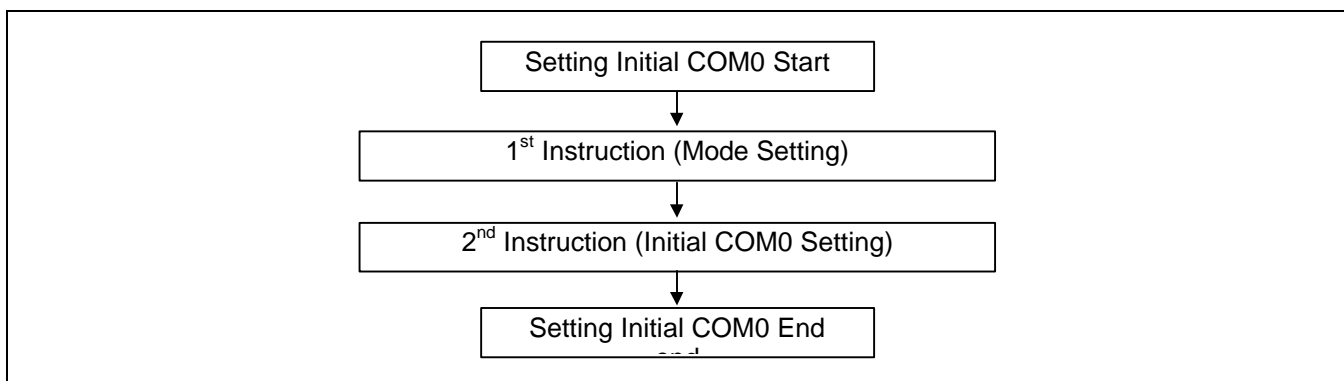 Setting Initial COM0 Start
1st Instruction (Mode Setting)
2nd Instruction (Initial COM0 Setting)
Setting Initial COM0 End